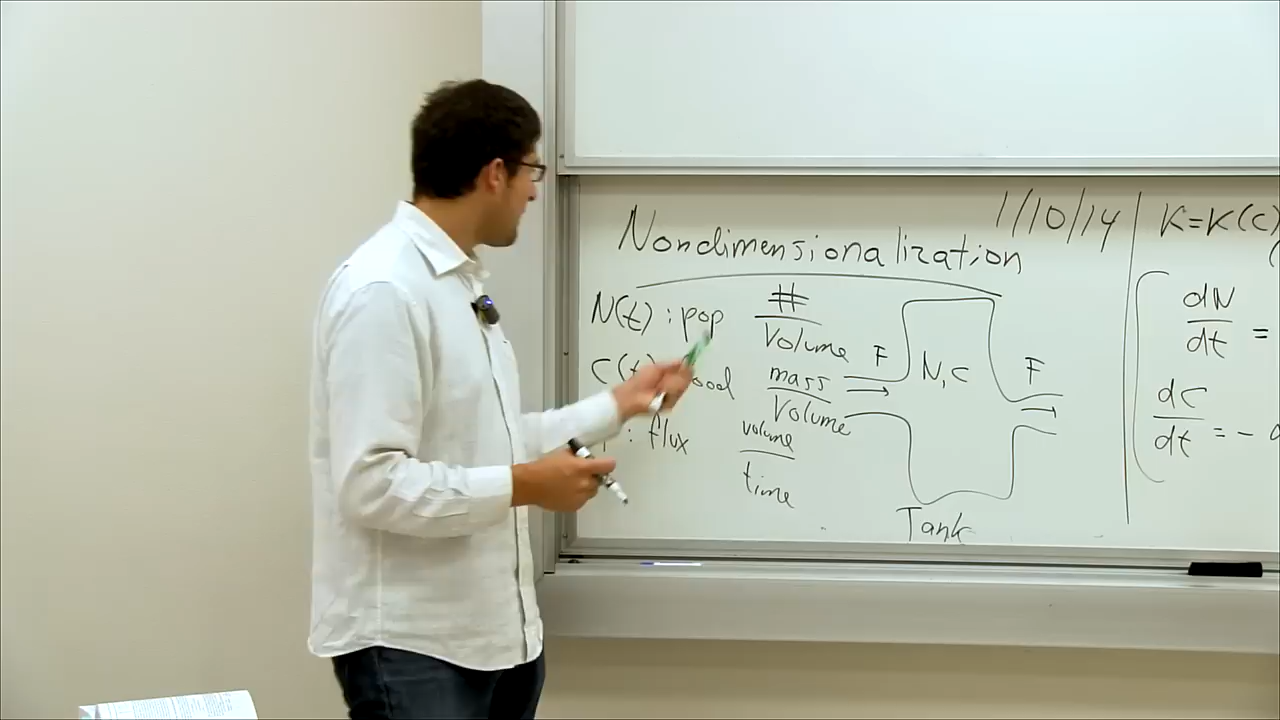 Nondimensionalization
1/10/14
N(t) : pop
#
Volume
C(t)
mass
Volume
: flux
volume
time
F
N, C
F
Tank
K=K(C)
dN
dt =
dC
dt = -